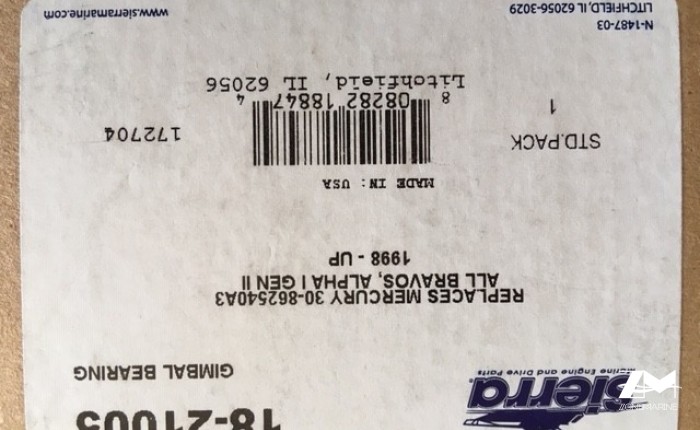 Sierra
18-21005
Marine Engine and Drive Parts
GIMBAL BEARING
REPLACES MERCURY 30-862540A3
ALL BRAVOS, ALPHA I GEN II
1998 - UP
MADE IN: USA
STD.PACK
1
172704
8 08282 18847 4
Litchfield, IL 62056
N-1487-03
LITCHFIELD, IL 62056-3029
www.sierramarine.com